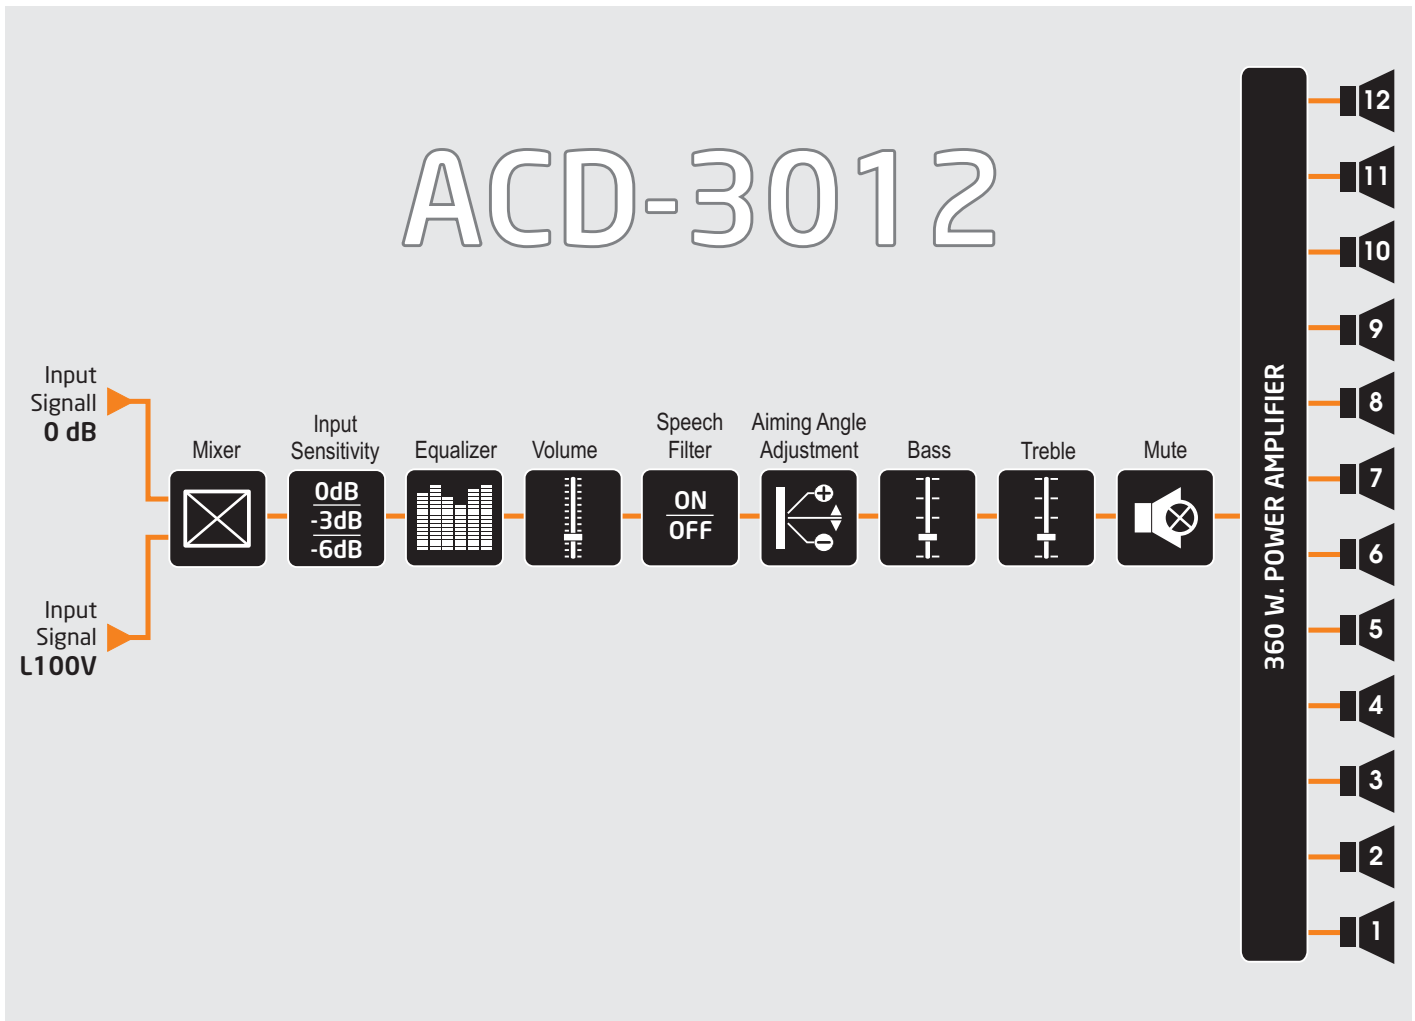 ACD-3012
Input
Signall
0 dB
Input
Signal
L100V
Mixer
Input
Sensitivity
0dB
-3dB
-6dB
Equalizer
Volume
Speech
Filter
ON
OFF
Aiming Angle
Adjustment
Bass
Treble
Mute
360 W. POWER AMPLIFIER
12
11
10
9
8
7
6
5
4
3
2
1